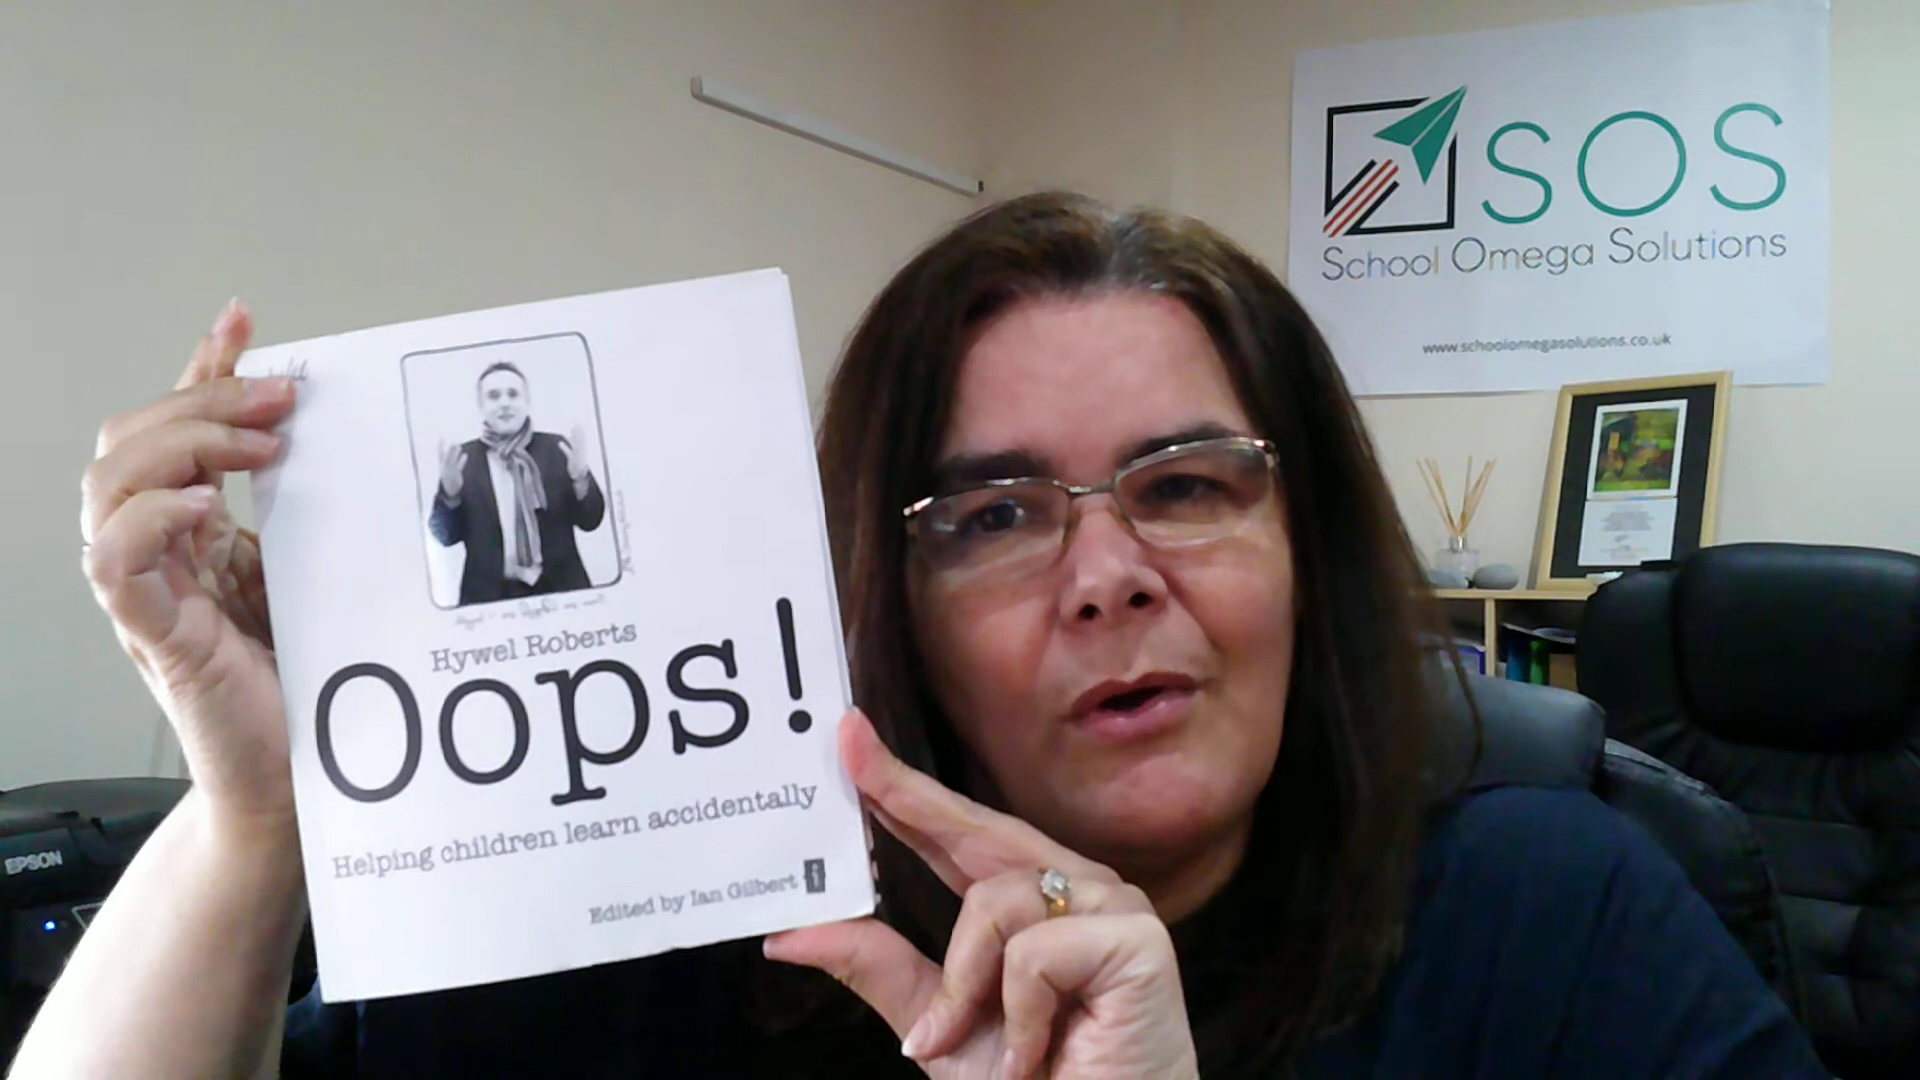 Hywel Roberts
Oops!
Helping children learn accidentally
Edited by Ian Gilbert
SOS
School Omega Solutions
www.schoolomegasolutions.co.uk
EPSON